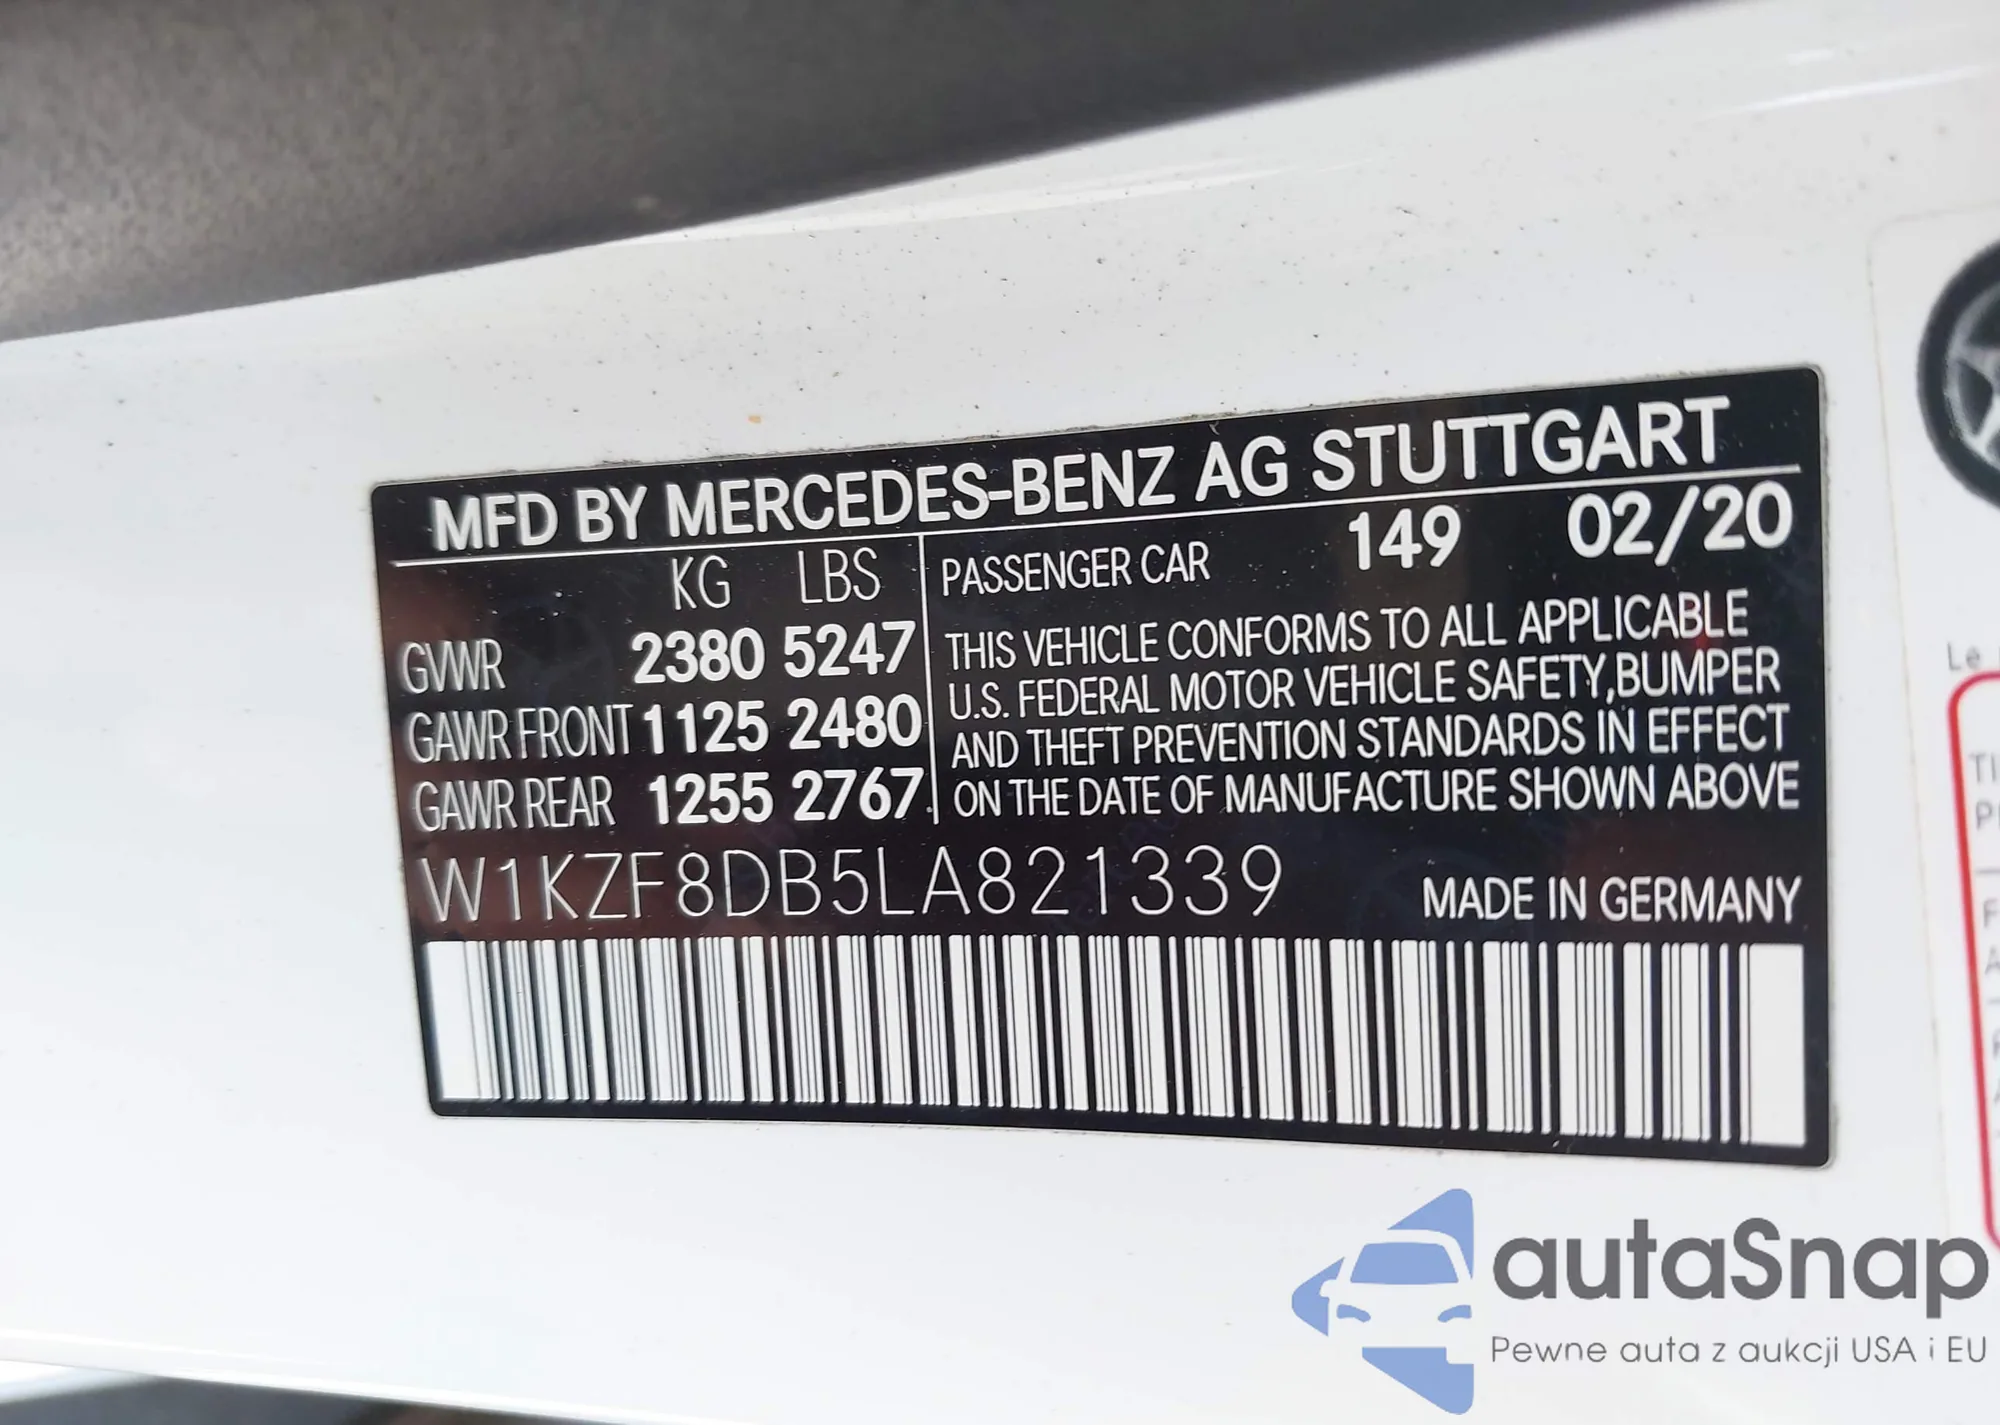 MFD BY MERCEDES-BENZ AG STUTTGART
KG LBS
GVWR 2380 5247
GAWR FRONT 1125 2480
GAWR REAR 1255 2767
PASSENGER CAR 149 02/20
THIS VEHICLE CONFORMS TO ALL APPLICABLE
U.S. FEDERAL MOTOR VEHICLE SAFETY,BUMPER
AND THEFT PREVENTION STANDARDS IN EFFECT
ON THE DATE OF MANUFACTURE SHOWN ABOVE
W1KZF8DB5LA821339
MADE IN GERMANY
Le
autaSnap
Pewne auta z aukcji USA i EU